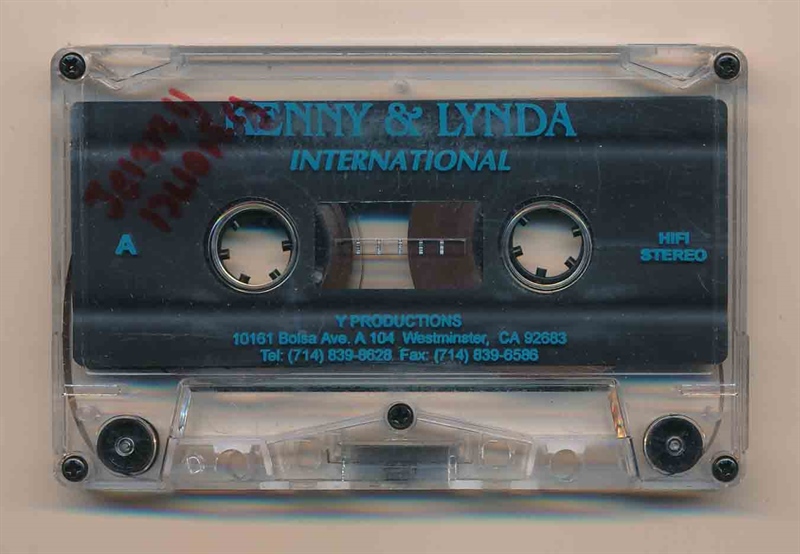 KENNY & LYNDA
INTERNATIONAL
A
HIFI
STEREO
Y PRODUCTIONS
10161 Bolsa Ave. A 104 Westminster, CA 92683
Tel: (714) 839-8628 Fax: (714) 839-6586